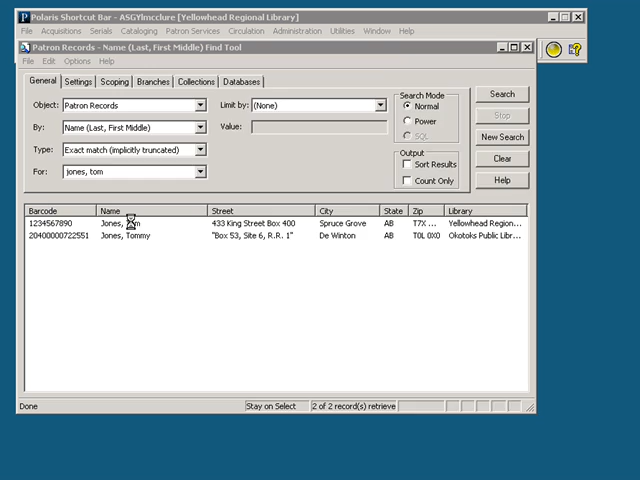 Polaris Shortcut Bar - ASGYlmcclure [Yellowhead Regional Library]
File Acquisitions Serials Cataloging Patron Services Circulation Administration Utilities Window Help
Patron Records - Name (Last, First Middle) Find Tool
File Edit Options Help
General Settings Scoping Branches Collections Databases
Object: Patron Records Limit by: (None) Search Mode Search
Normal
By: Name (Last, First Middle) Value: Power Stop
SQL New Search
Type: Exact match (implicitly truncated)
Output Clear
For: jones, tom Sort Results
Count Only Help
Barcode Name Street City State Zip Library
1234567890 Jones, 433 King Street Box 400 Spruce Grove AB T7X ... Yellowhead Region...
20400000722551 Jones, Tommy "Box 53, Site 6, R.R. 1" De Winton AB T0L 0X0 Okotoks Public Libr...
Done Stay on Select 2 of 2 record(s) retrieve